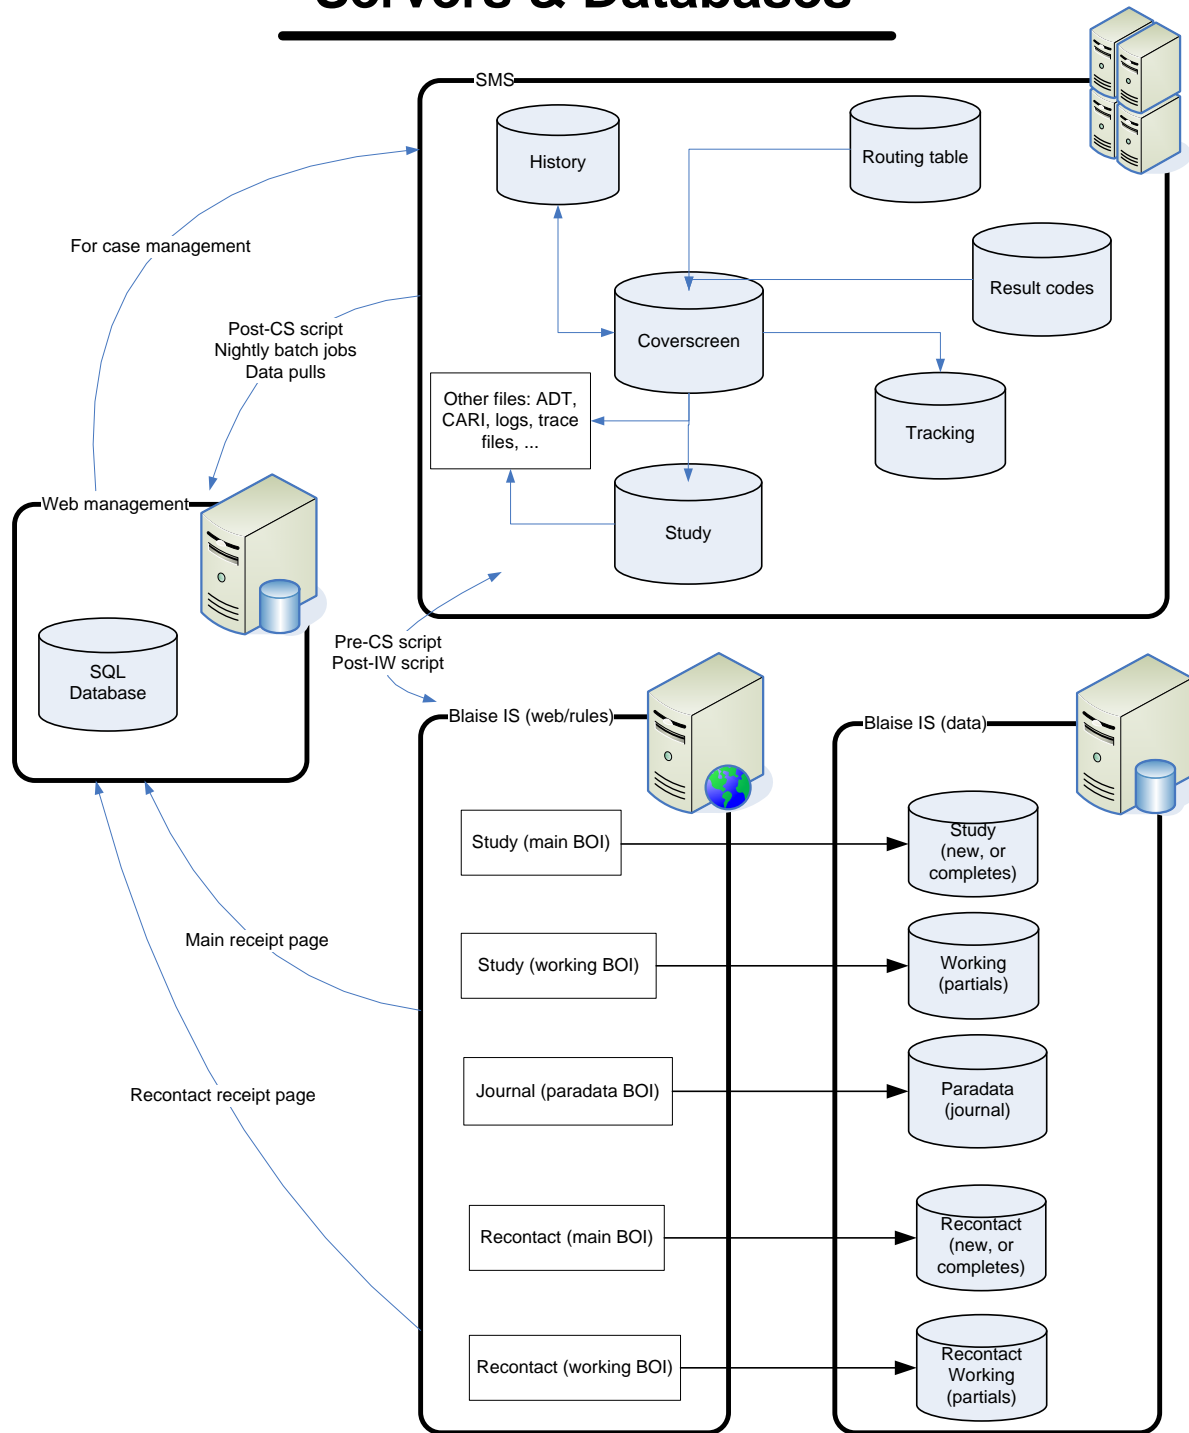 Servers & Databases
SMS
History
Routing table
For case management
Result codes
Post-CS script
Nightly batch jobs
Data pulls
Coverscreen
Other files: ADT,
CARI, logs, trace
files, ...
Tracking
Web management
Study
SQL
Database
Pre-CS script
Post-IW script
Blaise IS (web/rules)
Blaise IS (data)
Study (main BOI)
Study
(new, or
completes)
Main receipt page
Study (working BOI)
Working
(partials)
Recontact receipt page
Journal (paradata BOI)
Paradata
(journal)
Recontact (main BOI)
Recontact
(new, or
completes)
Recontact (working BOI)
Recontact
Working
(partials)